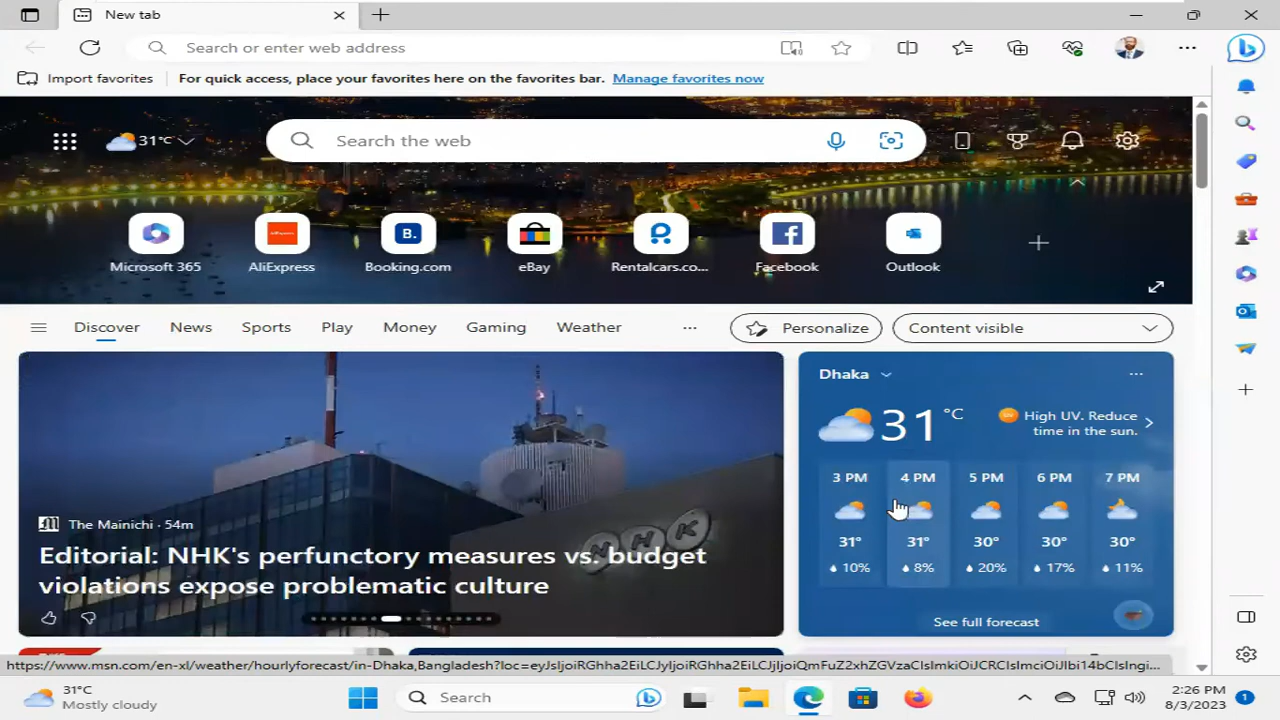 New tab
Search or enter web address
Import favorites
For quick access, place your favorites here on the favorites bar. Manage favorites now
31°C
Search the web
B.
Microsoft 365
AliExpress
Booking.com
eBay
Rentalcars.co...
Facebook
Outlook
Discover
News
Sports
Play
Money
Gaming
Weather
...
Personalize
Content visible
NHK
The Mainichi · 54m
Editorial: NHK's perfunctory measures vs. budget
violations expose problematic culture
Dhaka
31 °C
High UV. Reduce
time in the sun.
3 PM 4 PM 5 PM 6 PM 7 PM
31° 31° 30° 30° 30°
10% 8% 20% 17% 11%
See full forecast
https://www.msn.com/en-xl/weather/hourlyforecast/in-Dhaka,Bangladesh?loc=
31°C
Mostly cloudy
Search
2:26 PM
8/3/2023
1